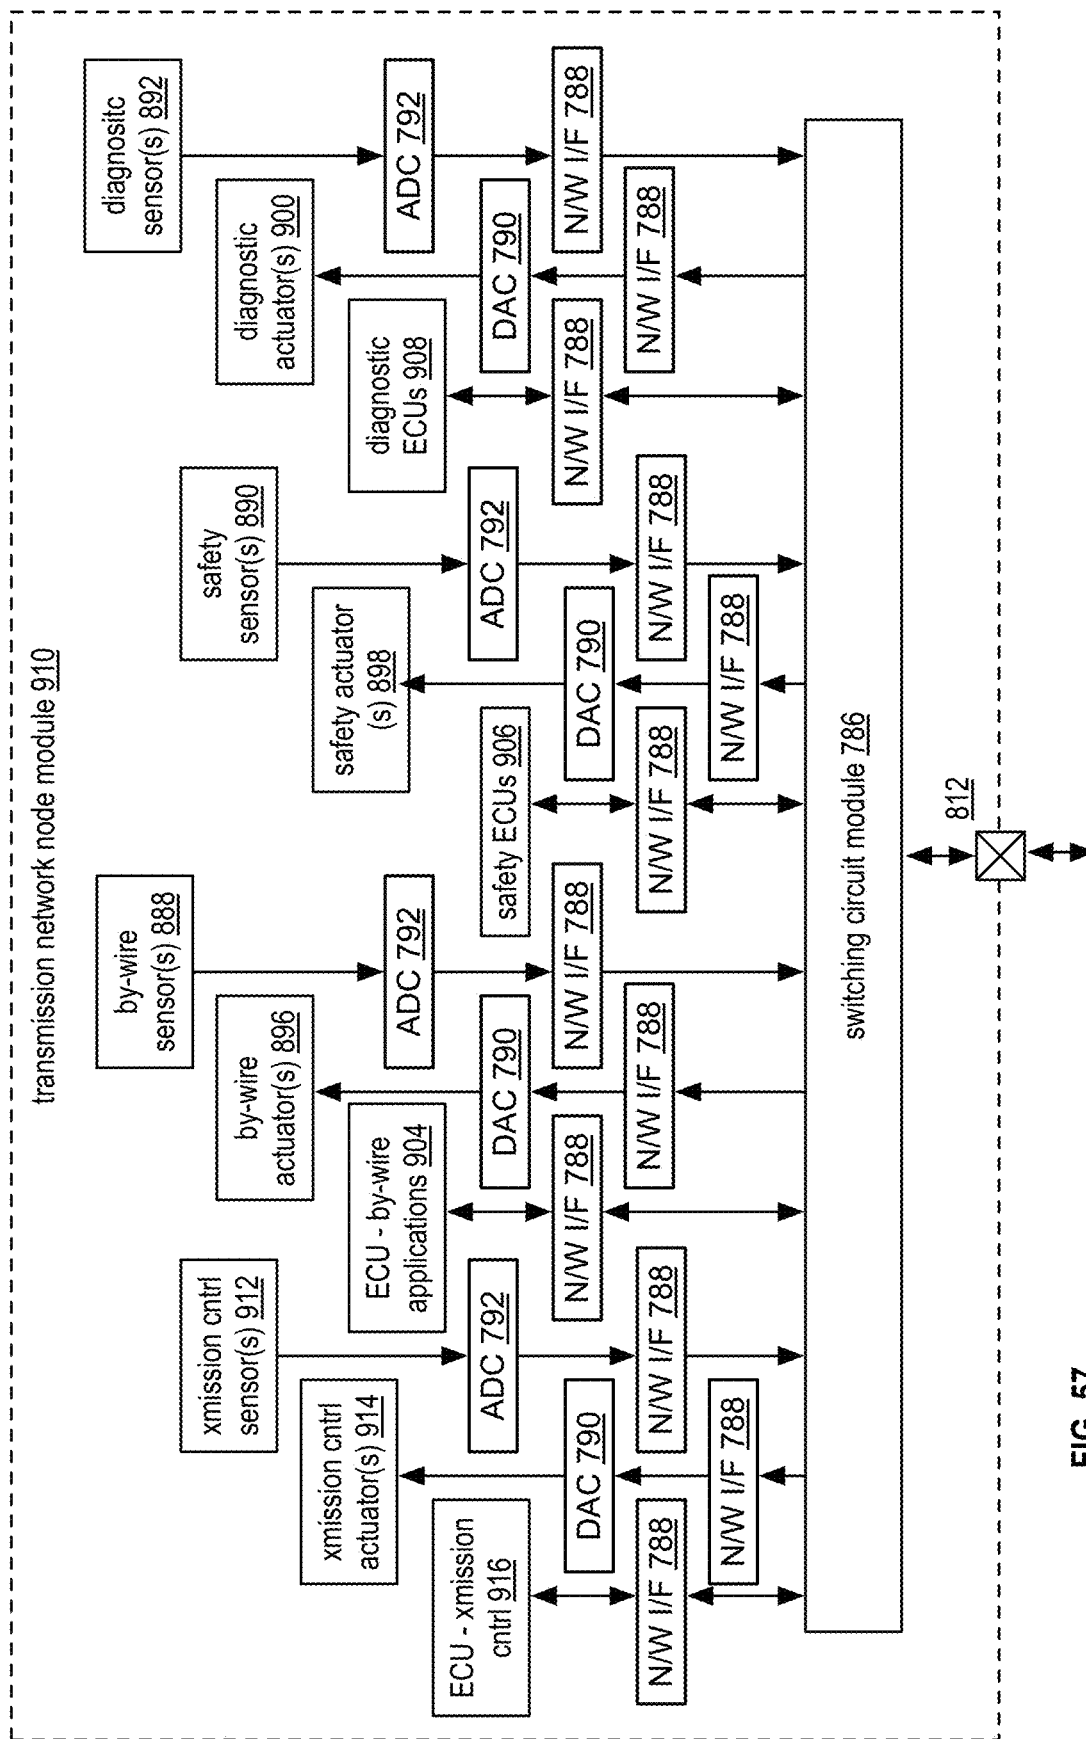 transmission network node module 910
xmission cntrl
sensor(s) 912
xmission cntrl
actuator(s) 914
ECU - xmission
cntrl 916
ADC 792
DAC 790
N/W I/F 788
N/W I/F 788
N/W I/F 788
by-wire
sensor(s) 888
by-wire
actuator(s) 896
ECU - by-wire
applications 904
ADC 792
DAC 790
N/W I/F 788
N/W I/F 788
N/W I/F 788
safety
sensor(s) 890
safety actuator
(s) 898
safety ECUs 906
ADC 792
DAC 790
N/W I/F 788
N/W I/F 788
N/W I/F 788
diagnositc
sensor(s) 892
diagnostic
actuator(s) 900
diagnostic
ECUs 908
ADC 792
DAC 790
N/W I/F 788
N/W I/F 788
N/W I/F 788
switching circuit module 786
812
FIG. 57